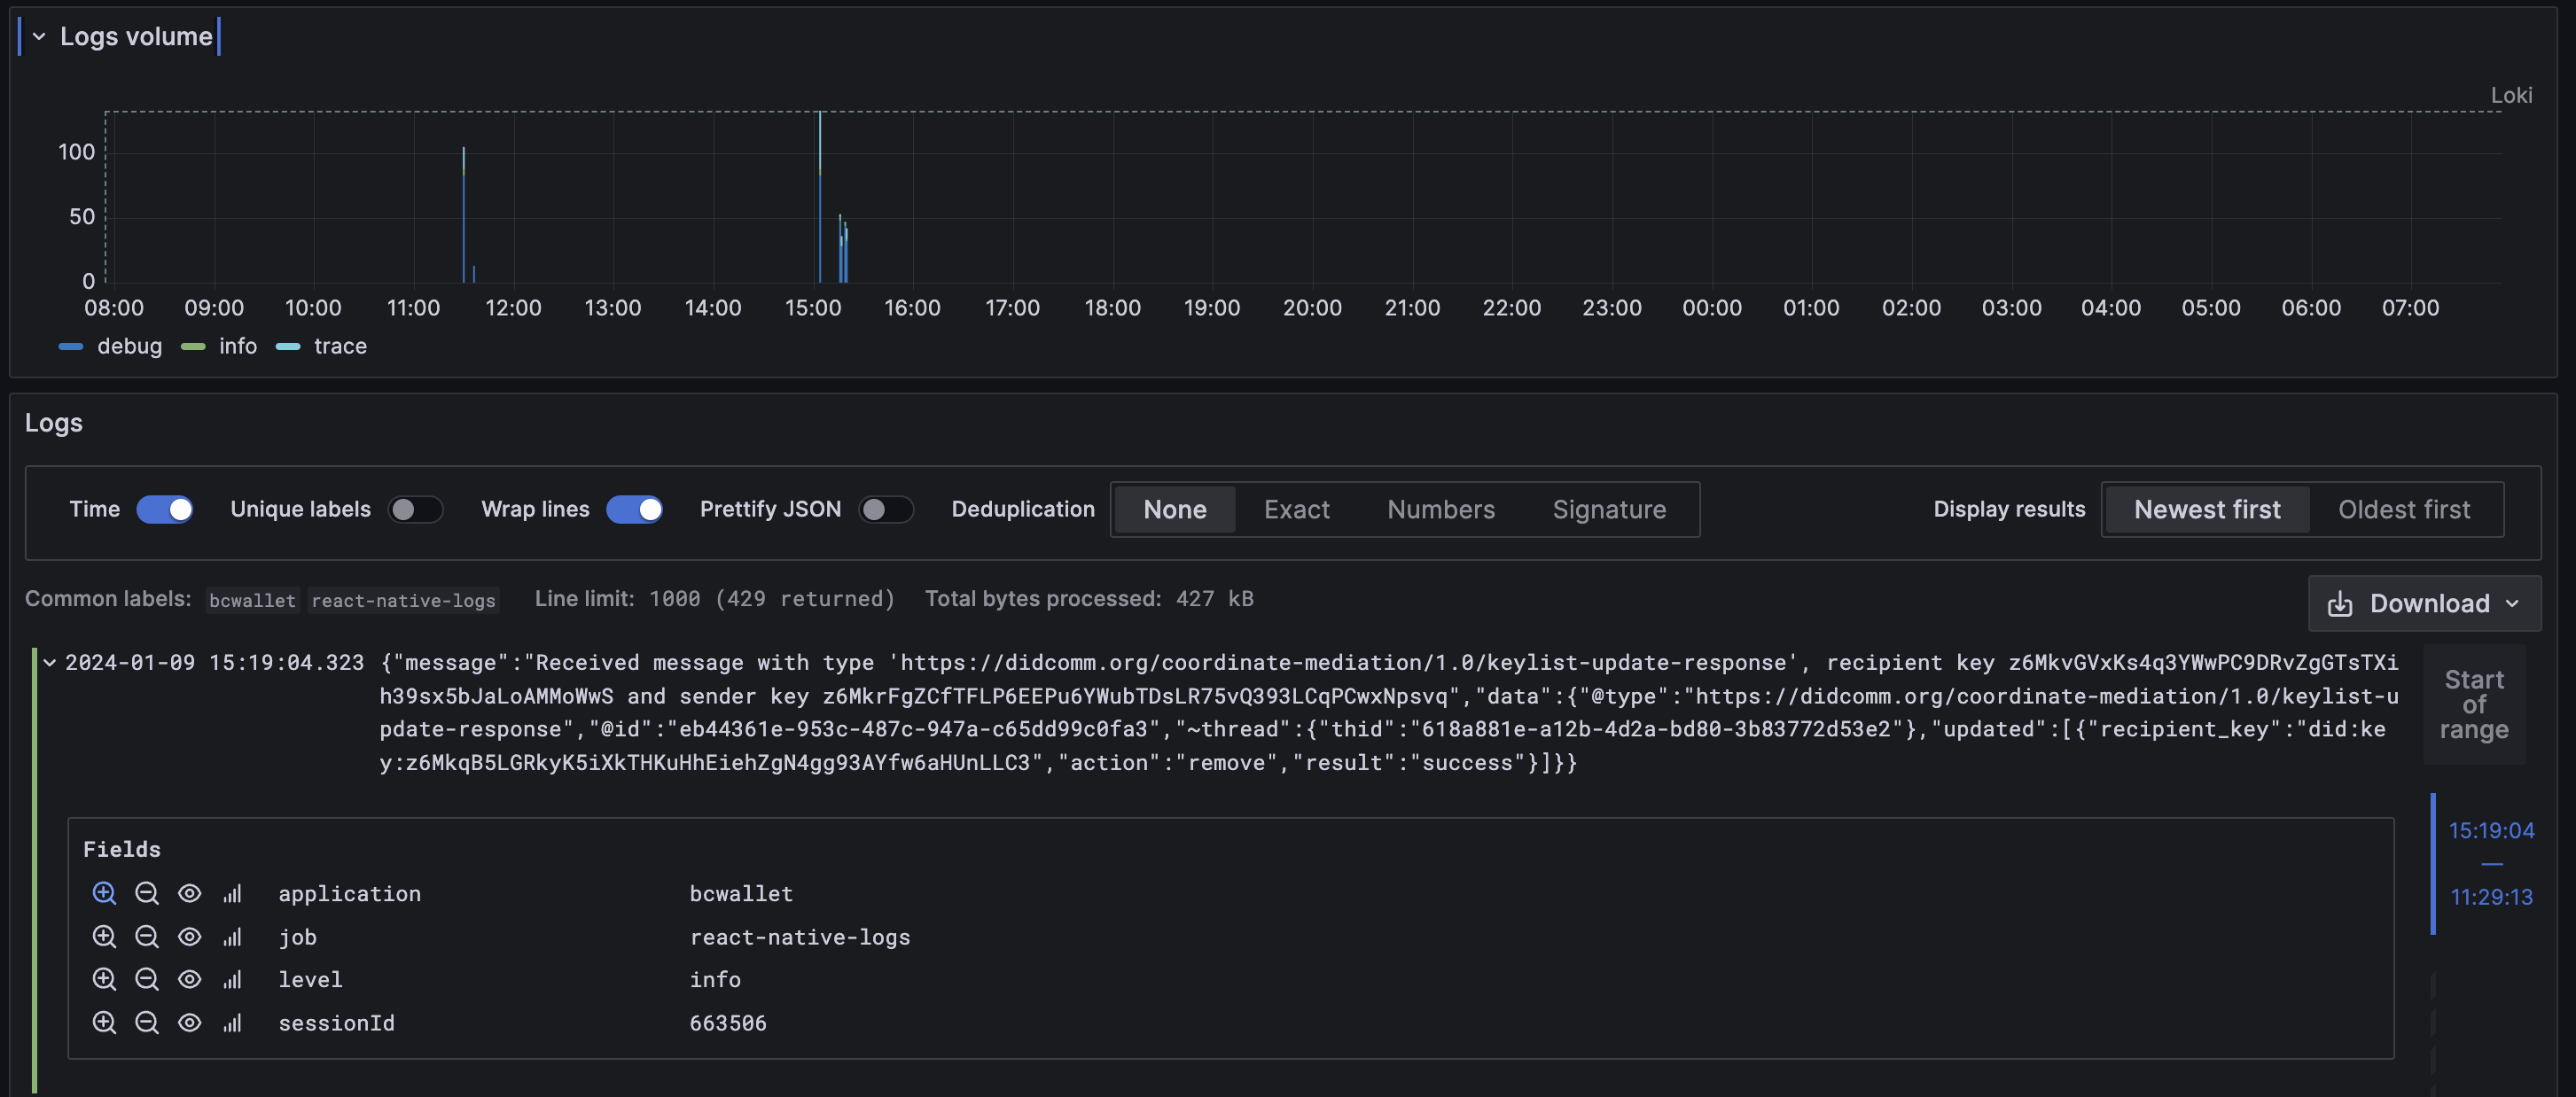 Logs volume
Loki
100
50
0
08:00 09:00 10:00 11:00 12:00 13:00 14:00 15:00 16:00 17:00 18:00 19:00 20:00 21:00 22:00 23:00 00:00 01:00 02:00 03:00 04:00 05:00 06:00 07:00
debug info trace
Logs
Time Unique labels Wrap lines Prettify JSON Deduplication None Exact Numbers Signature Display results Newest first Oldest first
Common labels: bcwallet react-native-logs Line limit: 1000 (429 returned) Total bytes processed: 427 kB
Download
2024-01-09 15:19:04.323 {"message":"Received message with type 'https://didcomm.org/coordinate-mediation/1.0/keylist-update-response', recipient key z6MkvGVxKs4q3YWwPC9DRvZgGTsTXi
h39sx5bJaLoAMMoWwS and sender key z6MkrFgZCfTFLP6EEPu6YWubTDsLR75vQ393LCqPCwxNpsvq","data":{"@type":"https://didcomm.org/coordinate-mediation/1.0/keylist-u
pdate-response","@id":"eb44361e-953c-487c-947a-c65dd99c0fa3","~thread":{"thid":"618a881e-a12b-4d2a-bd80-3b83772d53e2"},"updated":[{"recipient_key":"did:ke
y:z6MkqB5LGRkyK5iXkTHKuHhEiehZgN4gg93AYfw6aHUnLLC3","action":"remove","result":"success"}]}}
Start
of
range
15:19:04
—
11:29:13
Fields
application bcwallet
job react-native-logs
level info
sessionId 663506